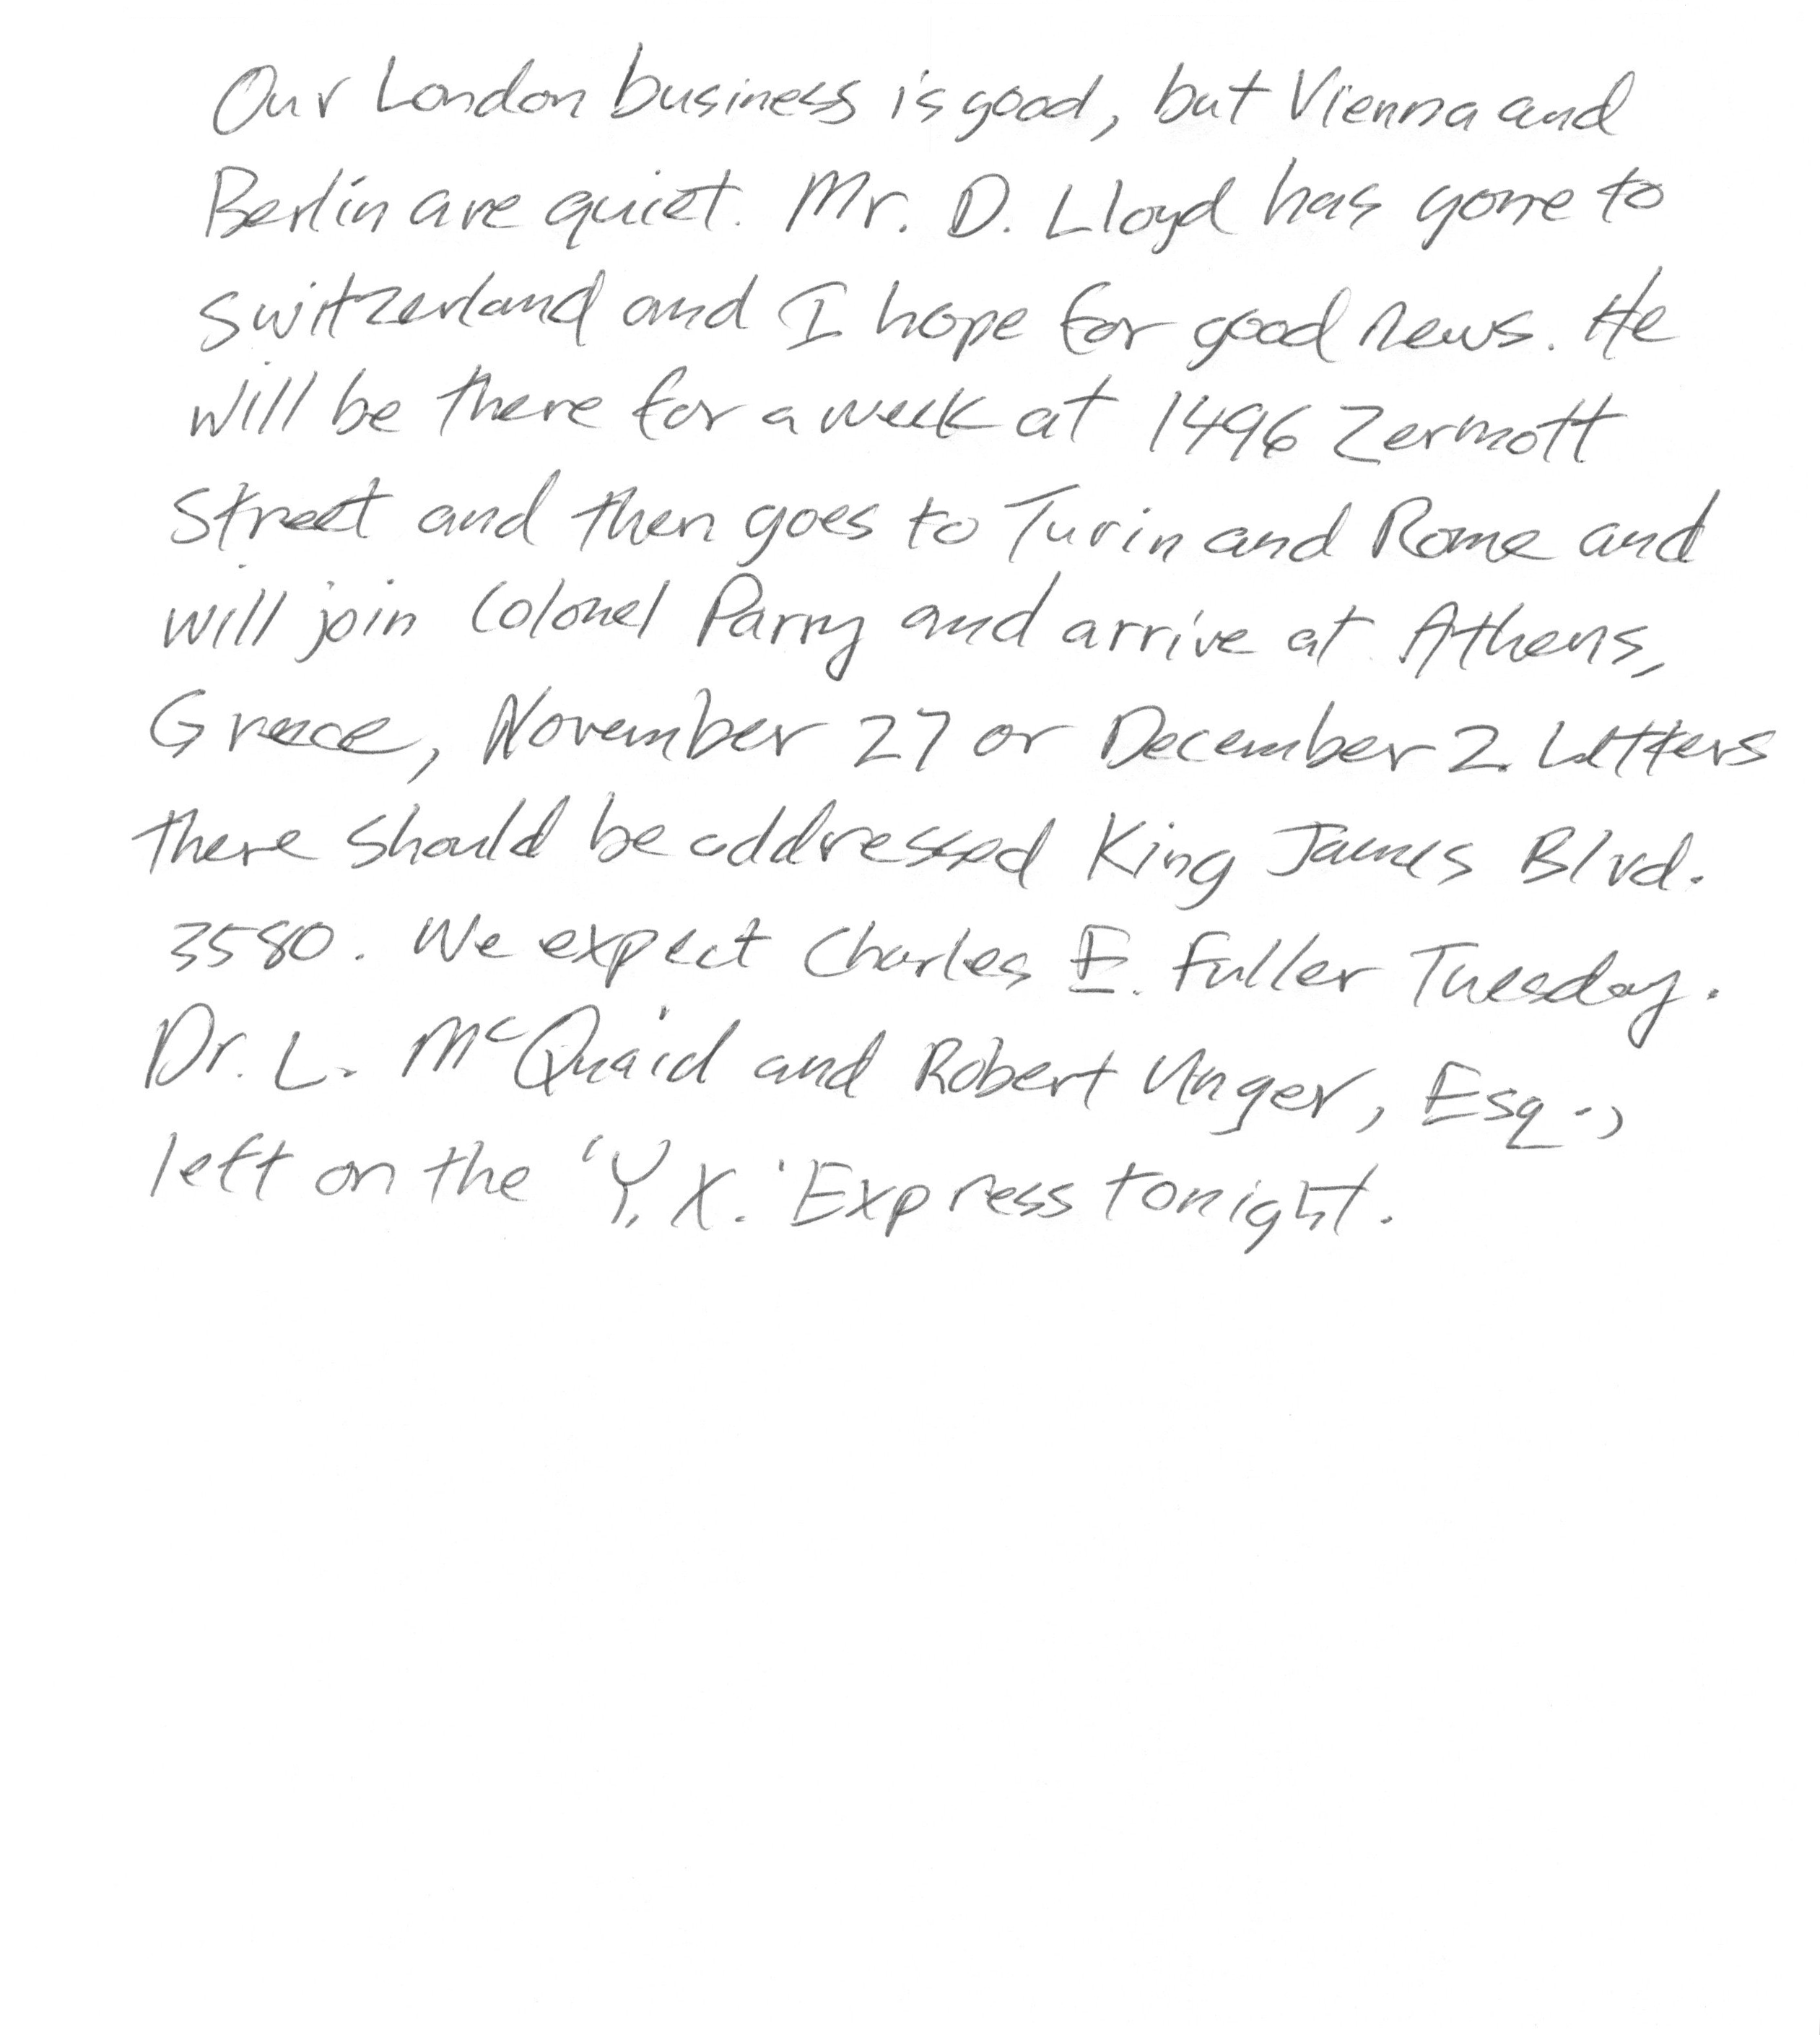 Our London business is good, but Vienna and
Berlin are quiet. Mr. D. Lloyd has gone to
Switzerland and I hope for good news. He
will be there for a week at 1496 Zermott
Street and then goes to Turin and Rome and
will join Colonel Parry and arrive at Athens,
Greece, November 27 or December 2. Letters
there should be addressed King James Blvd.
3580. We expect Charles E. Fuller Tuesday.
Dr. L. McQuaid and Robert Unger, Esq.,
left on the 'Y. X.' Express tonight.